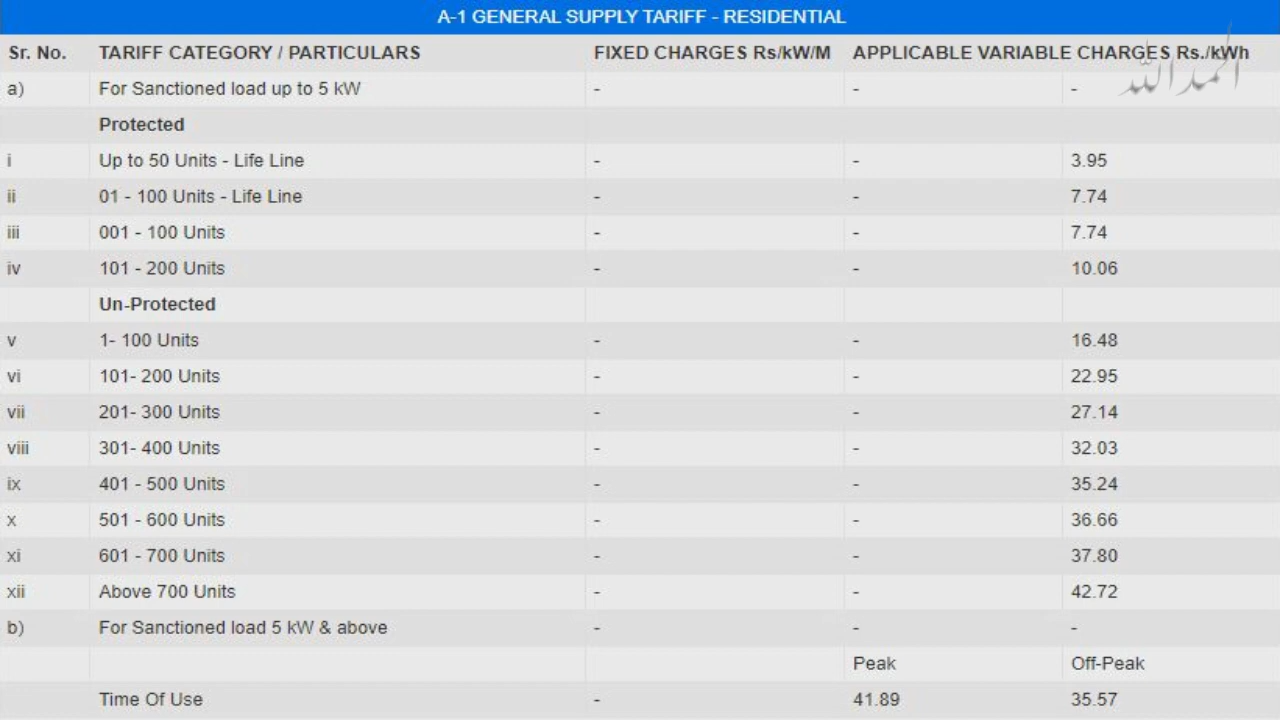 A-1 GENERAL SUPPLY TARIFF - RESIDENTIAL
Sr. No. TARIFF CATEGORY / PARTICULARS FIXED CHARGES Rs/kW/M APPLICABLE VARIABLE CHARGES Rs./kWh
الحمد الله
a) For Sanctioned load up to 5 kW - - -
Protected
i Up to 50 Units - Life Line - - 3.95
ii 01 - 100 Units - Life Line - - 7.74
iii 001 - 100 Units - - 7.74
iv 101 - 200 Units - - 10.06
Un-Protected
v 1- 100 Units - - 16.48
vi 101- 200 Units - - 22.95
vii 201- 300 Units - - 27.14
viii 301- 400 Units - - 32.03
ix 401 - 500 Units - - 35.24
x 501 - 600 Units - - 36.66
xi 601 - 700 Units - - 37.80
xii Above 700 Units - - 42.72
b) For Sanctioned load 5 kW & above - - -
Peak Off-Peak
Time Of Use - 41.89 35.57